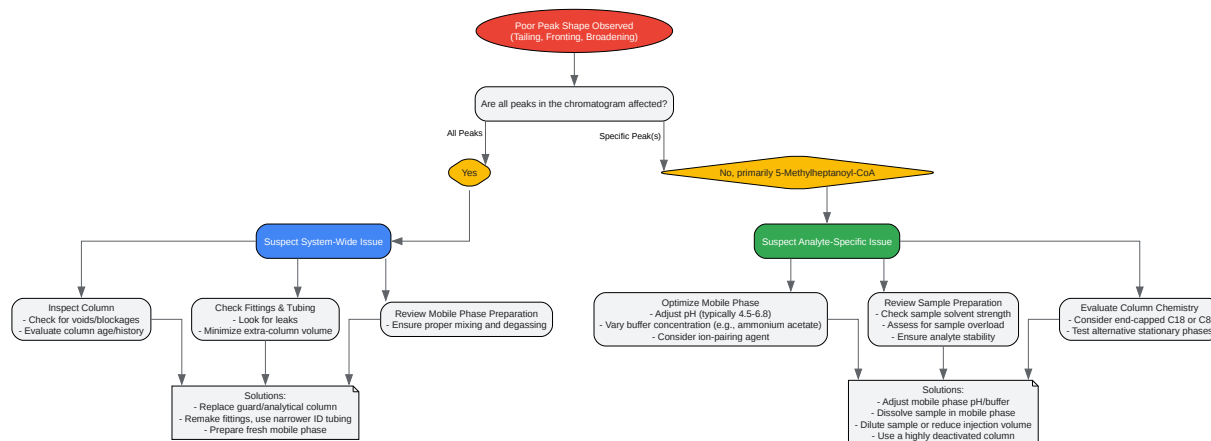 Poor Peak Shape Observed
(Tailing, Fronting, Broadening)
Are all peaks in the chromatogram affected?
All Peaks
Specific Peak(s)
Yes
No, primarily 5-Methylheptanoyl-CoA
Suspect System-Wide Issue
Suspect Analyte-Specific Issue
Inspect Column
- Check for voids/blockages
- Evaluate column age/history
Check Fittings & Tubing
- Look for leaks
- Minimize extra-column volume
Review Mobile Phase Preparation
- Ensure proper mixing and degassing
Optimize Mobile Phase
- Adjust pH (typically 4.5-6.8)
- Vary buffer concentration (e.g., ammonium acetate)
- Consider ion-pairing agent
Review Sample Preparation
- Check sample solvent strength
- Assess for sample overload
- Ensure analyte stability
Evaluate Column Chemistry
- Consider end-capped C18 or C8
- Test alternative stationary phases
Solutions:
- Replace guard/analytical column
- Remake fittings, use narrower ID tubing
- Prepare fresh mobile phase
Solutions:
- Adjust mobile phase pH/buffer
- Dissolve sample in mobile phase
- Dilute sample or reduce injection volume
- Use a highly deactivated column